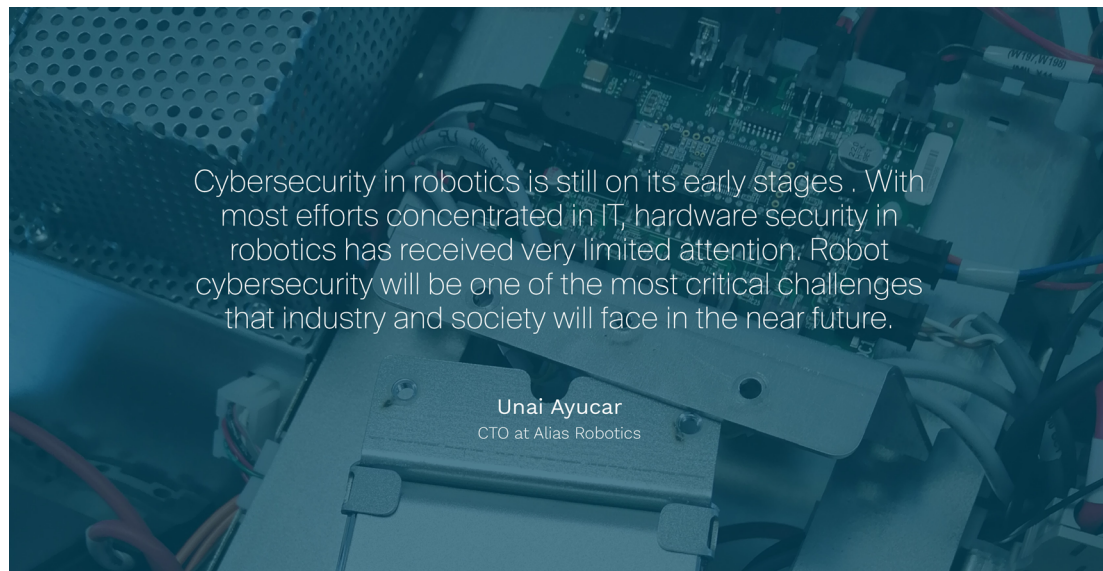 (W197,W198)
Cybersecurity in robotics is still on its early stages . With
most efforts concentrated in IT, hardware security in
robotics has received very limited attention. Robot
cybersecurity will be one of the most critical challenges
that industry and society will face in the near future.
Unai Ayucar
CTO at Alias Robotics